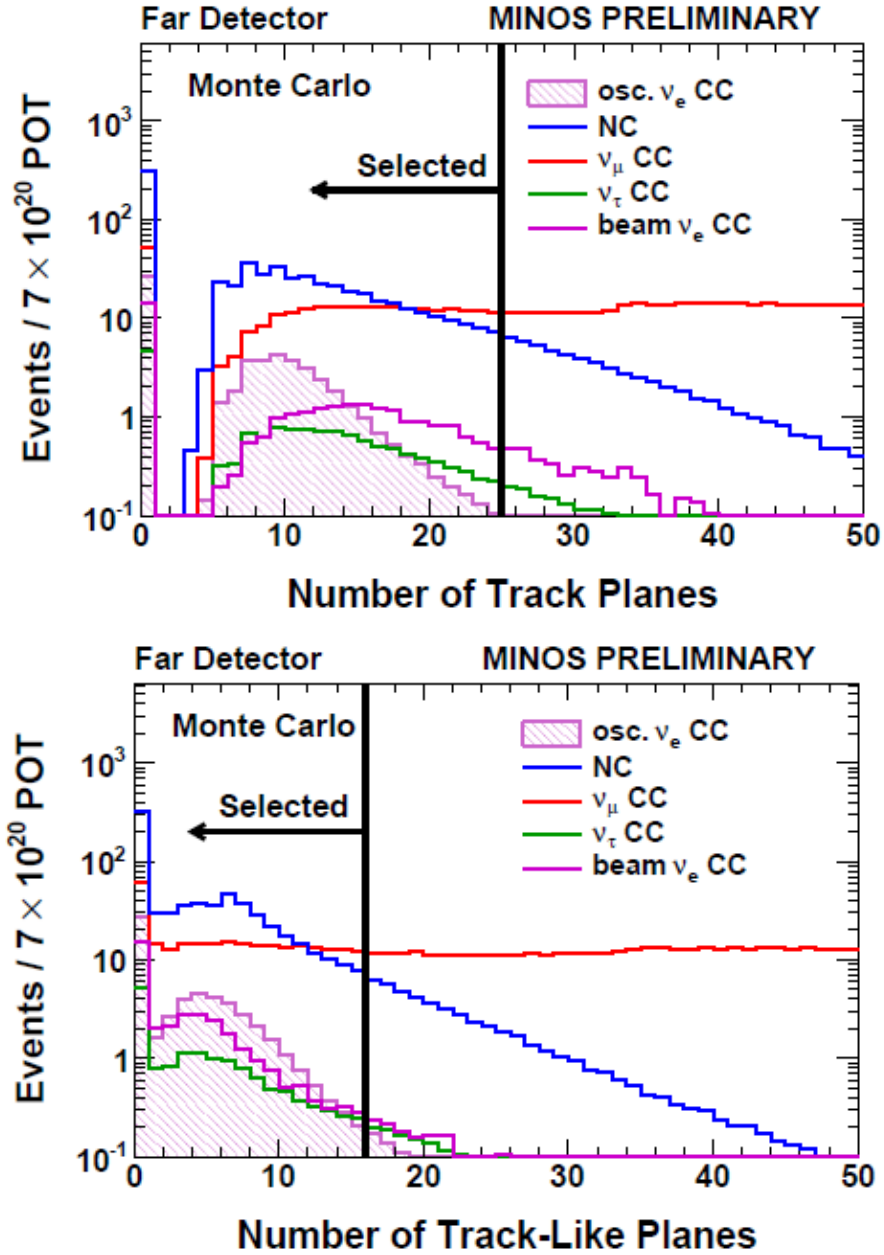 Far Detector MINOS PRELIMINARY
Monte Carlo
osc. νe CC
NC
νμ CC
ντ CC
beam νe CC
Selected
Events / 7 × 10²⁰ POT
10³
10²
10
1
10⁻¹
0 10 20 30 40 50
Number of Track Planes
Far Detector MINOS PRELIMINARY
Monte Carlo
osc. νe CC
NC
νμ CC
ντ CC
beam νe CC
Selected
Events / 7 × 10²⁰ POT
10³
10²
10
1
10⁻¹
0 10 20 30 40 50
Number of Track-Like Planes